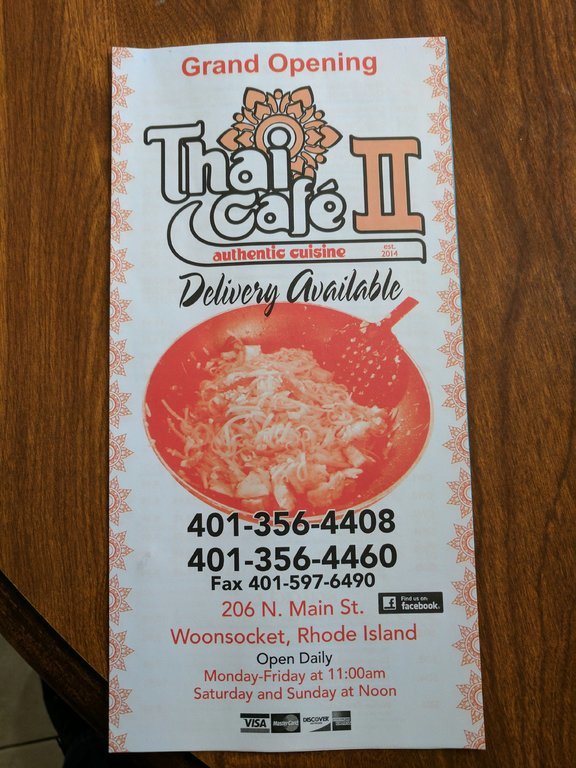 Grand Opening
Thai
Café II
authentic cuisine
est.
2014
Delivery Available
401-356-4408
401-356-4460
Fax 401-597-6490
206 N. Main St.
Find us on
facebook.
Woonsocket, Rhode Island
Open Daily
Monday-Friday at 11:00am
Saturday and Sunday at Noon
VISA MasterCard DISCOVER